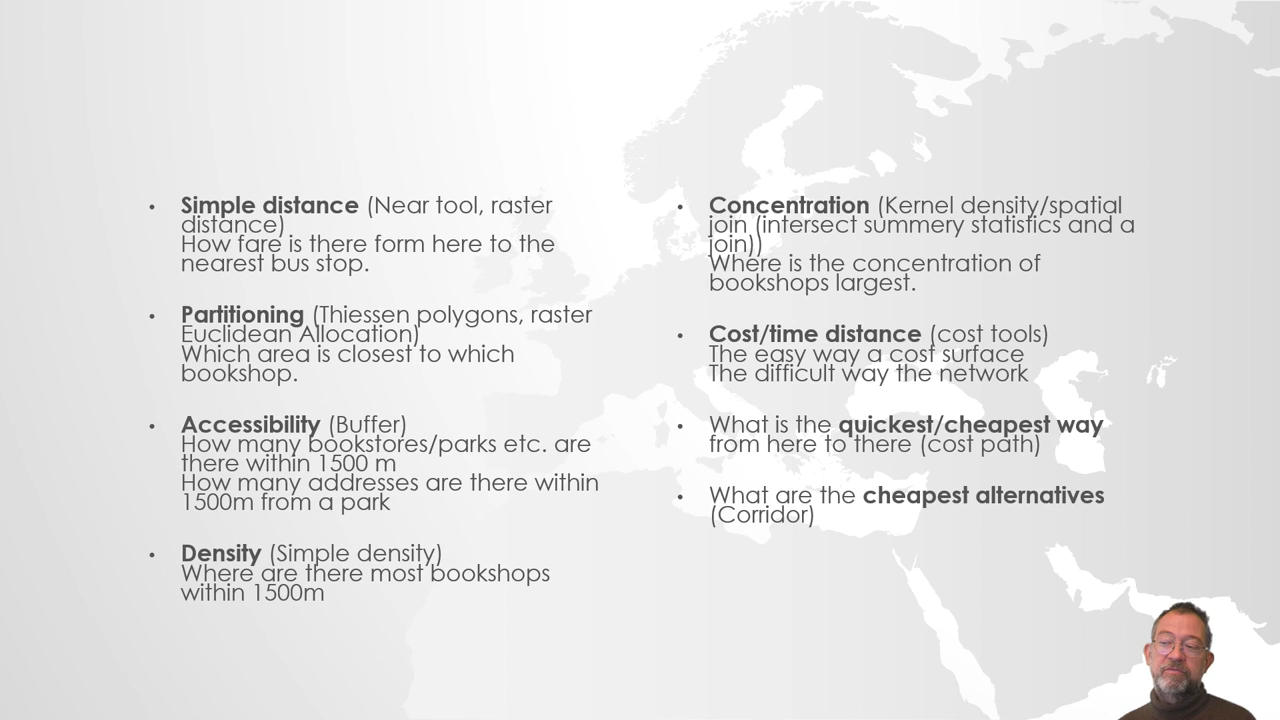 • Simple distance (Near tool, raster
distance)
How fare is there form here to the
nearest bus stop.
• Partitioning (Thiessen polygons, raster
Euclidean Allocation)
Which area is closest to which
bookshop.
• Accessibility (Buffer)
How many bookstores/parks etc. are
there within 1500 m
How many addresses are there within
1500m from a park
• Density (Simple density)
Where are there most bookshops
within 1500m
• Concentration (Kernel density/spatial
join (intersect summery statistics and a
join))
Where is the concentration of
bookshops largest.
• Cost/time distance (cost tools)
The easy way a cost surface
The difficult way the network
• What is the quickest/cheapest way
from here to there (cost path)
• What are the cheapest alternatives
(Corridor)